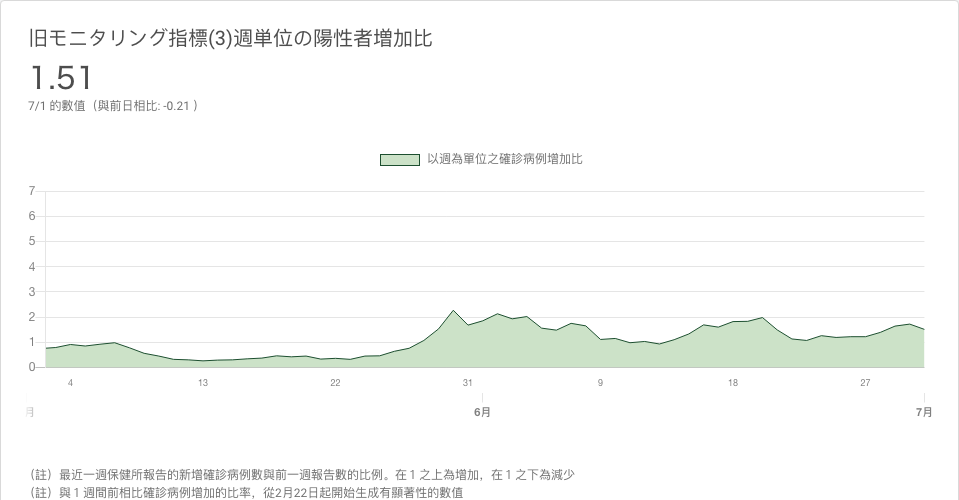 旧モニタリング指標(3)週単位の陽性者増加比
1.51
7/1 的數值（與前日相比: -0.21 ）
以週為單位之確診病例增加比
7
6
5
4
3
2
1
0
4 13 22 31 9 18 27
月 6月 7月
（註）最近一週保健所報告的新增確診病例數與前一週報告數的比例。在１之上為增加，在１之下為減少
（註）與１週間前相比確診病例增加的比率，從2月22日起開始生成有顯著性的數值